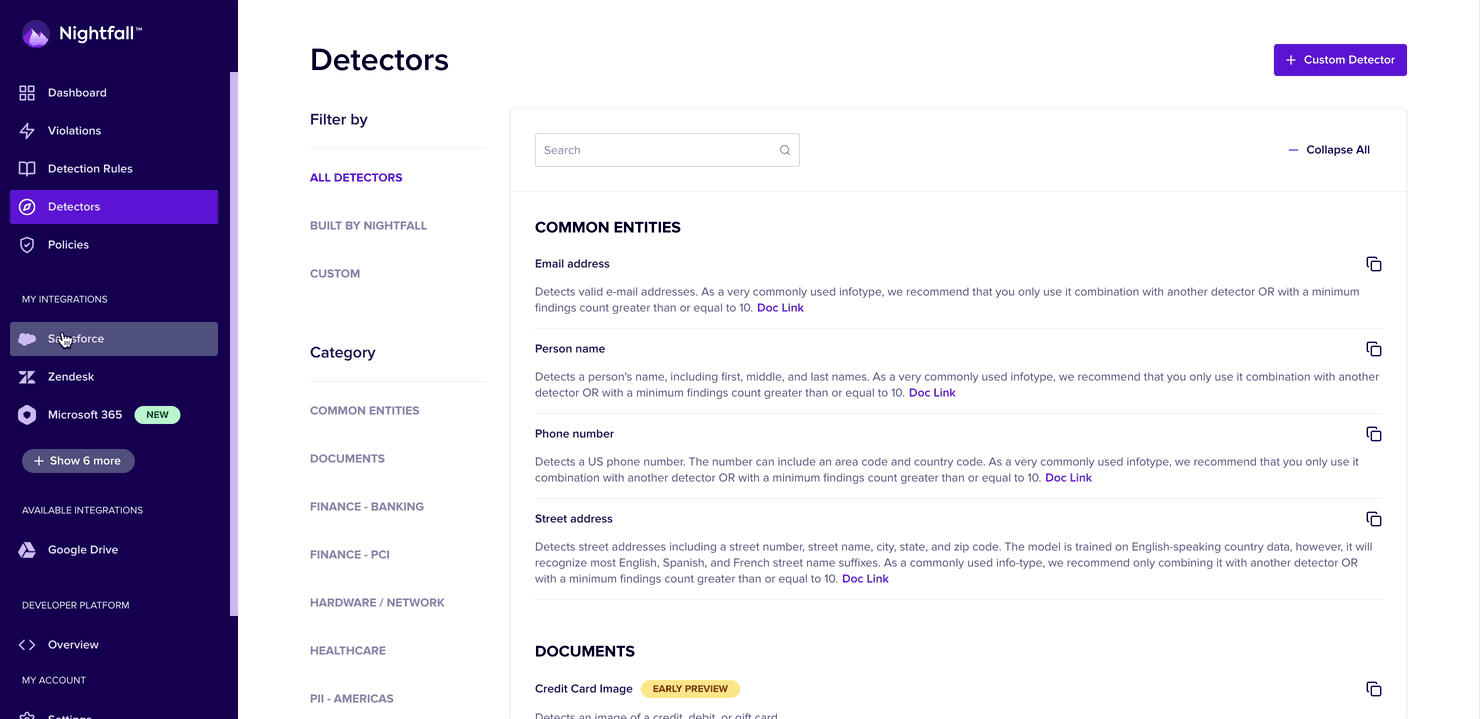 Nightfall™
Dashboard
Violations
Detection Rules
Detectors
Policies
MY INTEGRATIONS
Salesforce
Zendesk
Microsoft 365 NEW
+ Show 6 more
AVAILABLE INTEGRATIONS
Google Drive
DEVELOPER PLATFORM
Overview
MY ACCOUNT
Settings
Detectors
+ Custom Detector
Filter by
ALL DETECTORS
BUILT BY NIGHTFALL
CUSTOM
Category
COMMON ENTITIES
DOCUMENTS
FINANCE - BANKING
FINANCE - PCI
HARDWARE / NETWORK
HEALTHCARE
PII - AMERICAS
Search
— Collapse All
COMMON ENTITIES
Email address
Detects valid e-mail addresses. As a very commonly used infotype, we recommend that you only use it combination with another detector OR with a minimum
findings count greater than or equal to 10. Doc Link
Person name
Detects a person's name, including first, middle, and last names. As a very commonly used infotype, we recommend that you only use it combination with another
detector OR with a minimum findings count greater than or equal to 10. Doc Link
Phone number
Detects a US phone number. The number can include an area code and country code. As a very commonly used infotype, we recommend that you only use it
combination with another detector OR with a minimum findings count greater than or equal to 10. Doc Link
Street address
Detects street addresses including a street number, street name, city, state, and zip code. The model is trained on English-speaking country data, however, it will
recognize most English, Spanish, and French street name suffixes. As a commonly used info-type, we recommend only combining it with another detector OR
with a minimum findings count greater than or equal to 10. Doc Link
DOCUMENTS
Credit Card Image EARLY PREVIEW
Detects an image of a credit, debit, or gift card